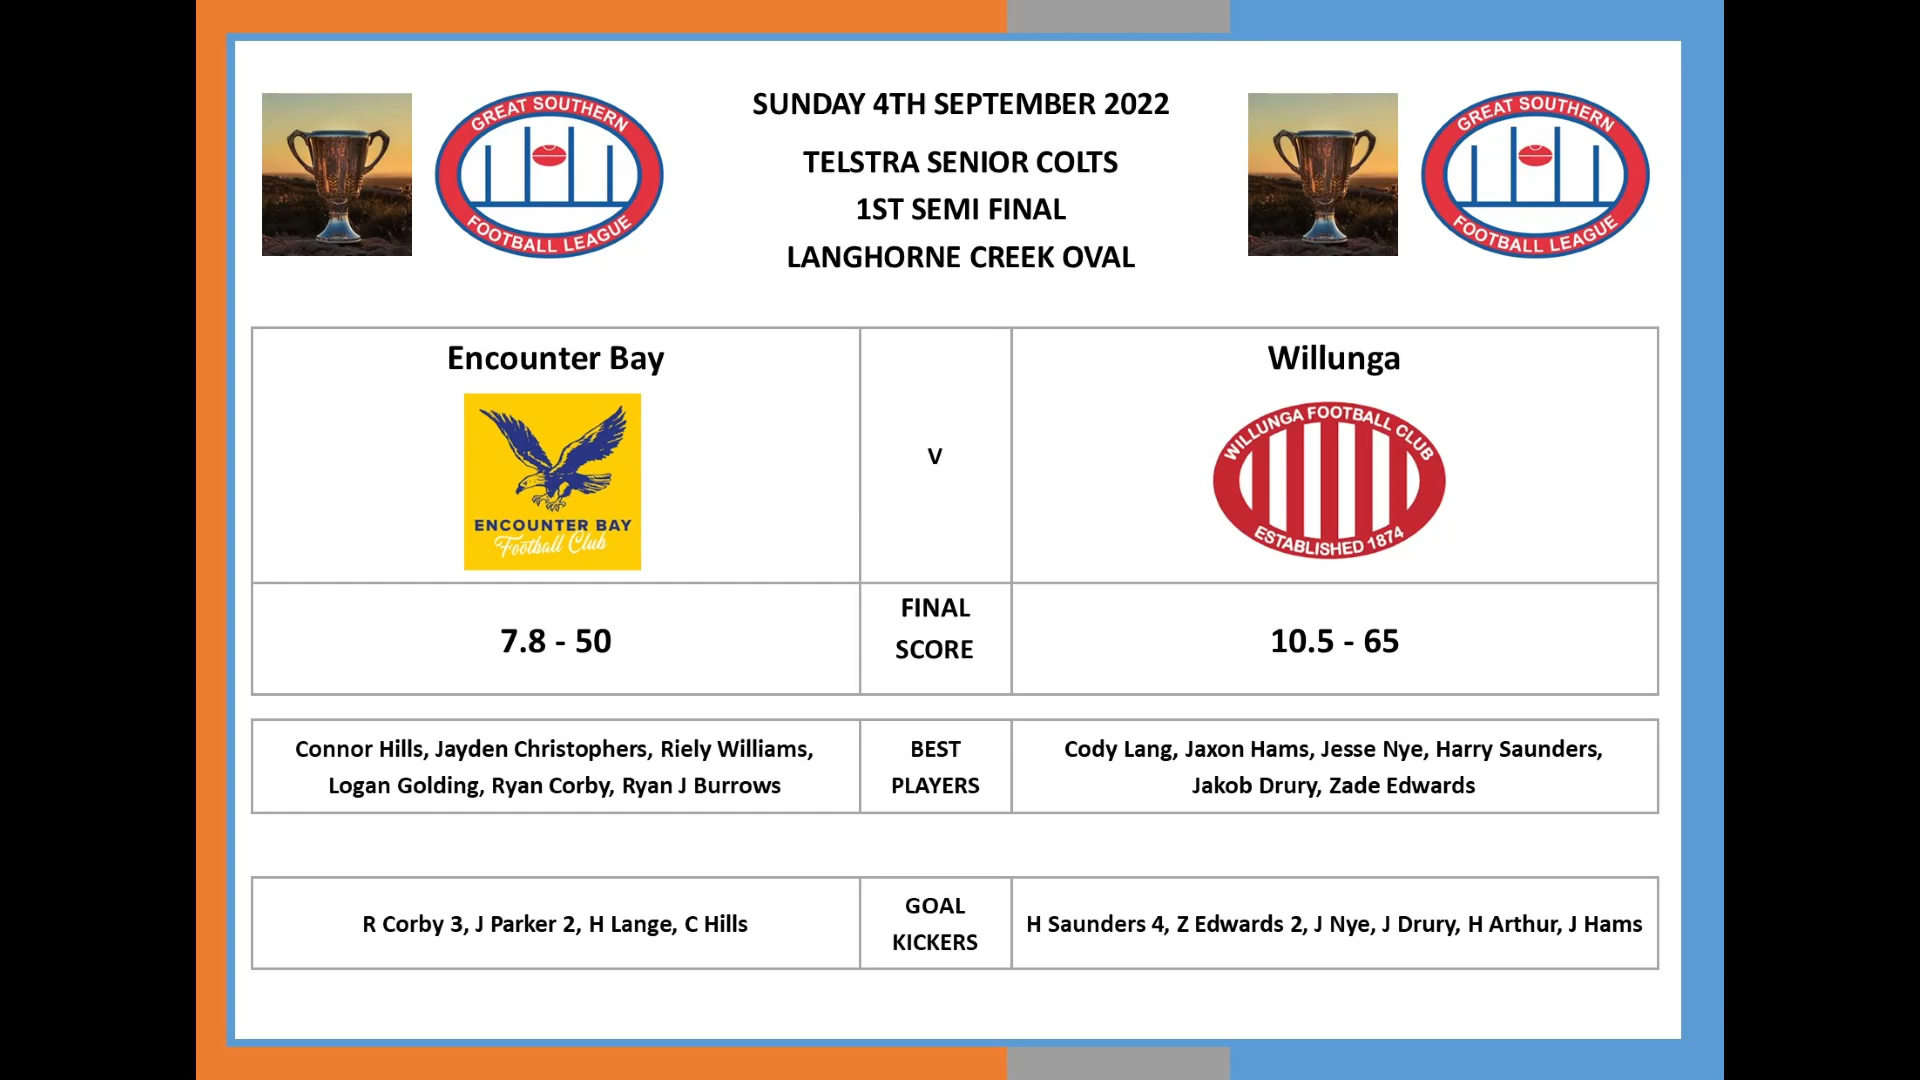 GREAT SOUTHERN
FOOTBALL LEAGUE
SUNDAY 4TH SEPTEMBER 2022
TELSTRA SENIOR COLTS
1ST SEMI FINAL
LANGHORNE CREEK OVAL
GREAT SOUTHERN
FOOTBALL LEAGUE
Encounter Bay
ENCOUNTER BAY
Football Club
V
Willunga
WILLUNGA FOOTBALL CLUB
ESTABLISHED 1874
7.8 - 50
FINAL
SCORE
10.5 - 65
Connor Hills, Jayden Christophers, Riely Williams,
Logan Golding, Ryan Corby, Ryan J Burrows
BEST
PLAYERS
Cody Lang, Jaxon Hams, Jesse Nye, Harry Saunders,
Jakob Drury, Zade Edwards
R Corby 3, J Parker 2, H Lange, C Hills
GOAL
KICKERS
H Saunders 4, Z Edwards 2, J Nye, J Drury, H Arthur, J Hams